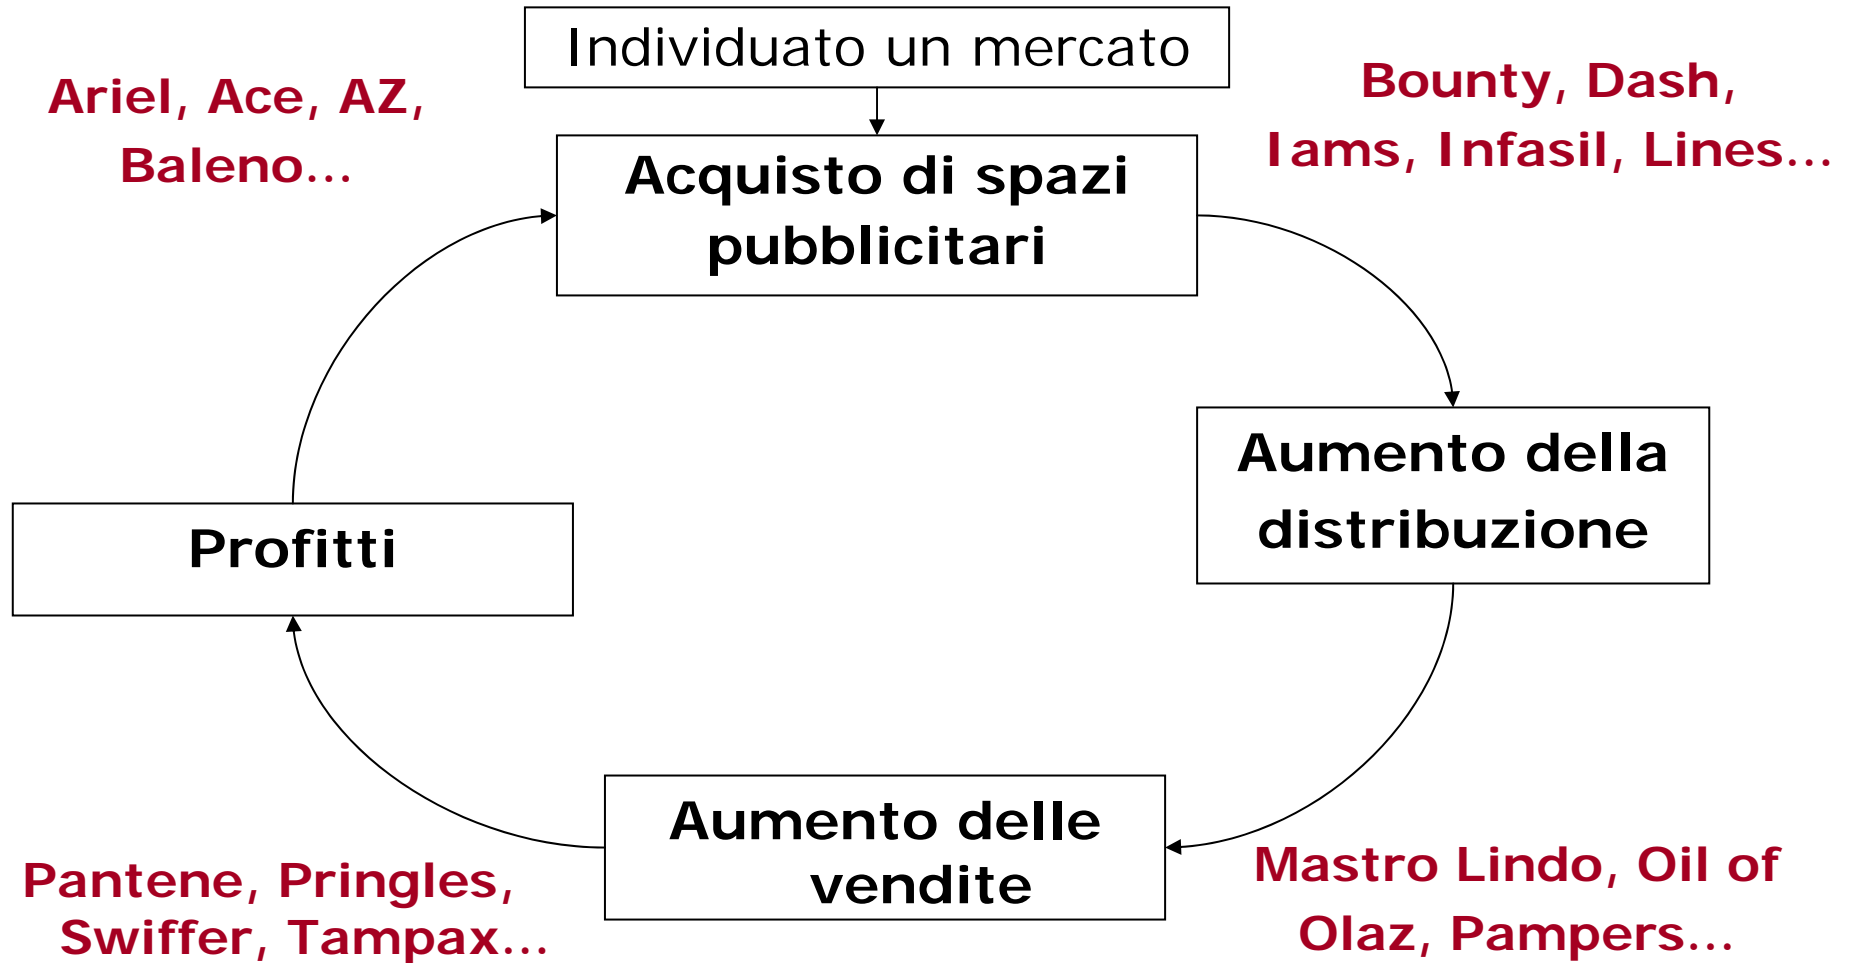 Individuato un mercato
Ariel, Ace, AZ,
Baleno...
Bounty, Dash,
Iams, Infasil, Lines...
Acquisto di spazi
pubblicitari
Aumento della
distribuzione
Profitti
Aumento delle
vendite
Pantene, Pringles,
Swiffer, Tampax...
Mastro Lindo, Oil of
Olaz, Pampers...